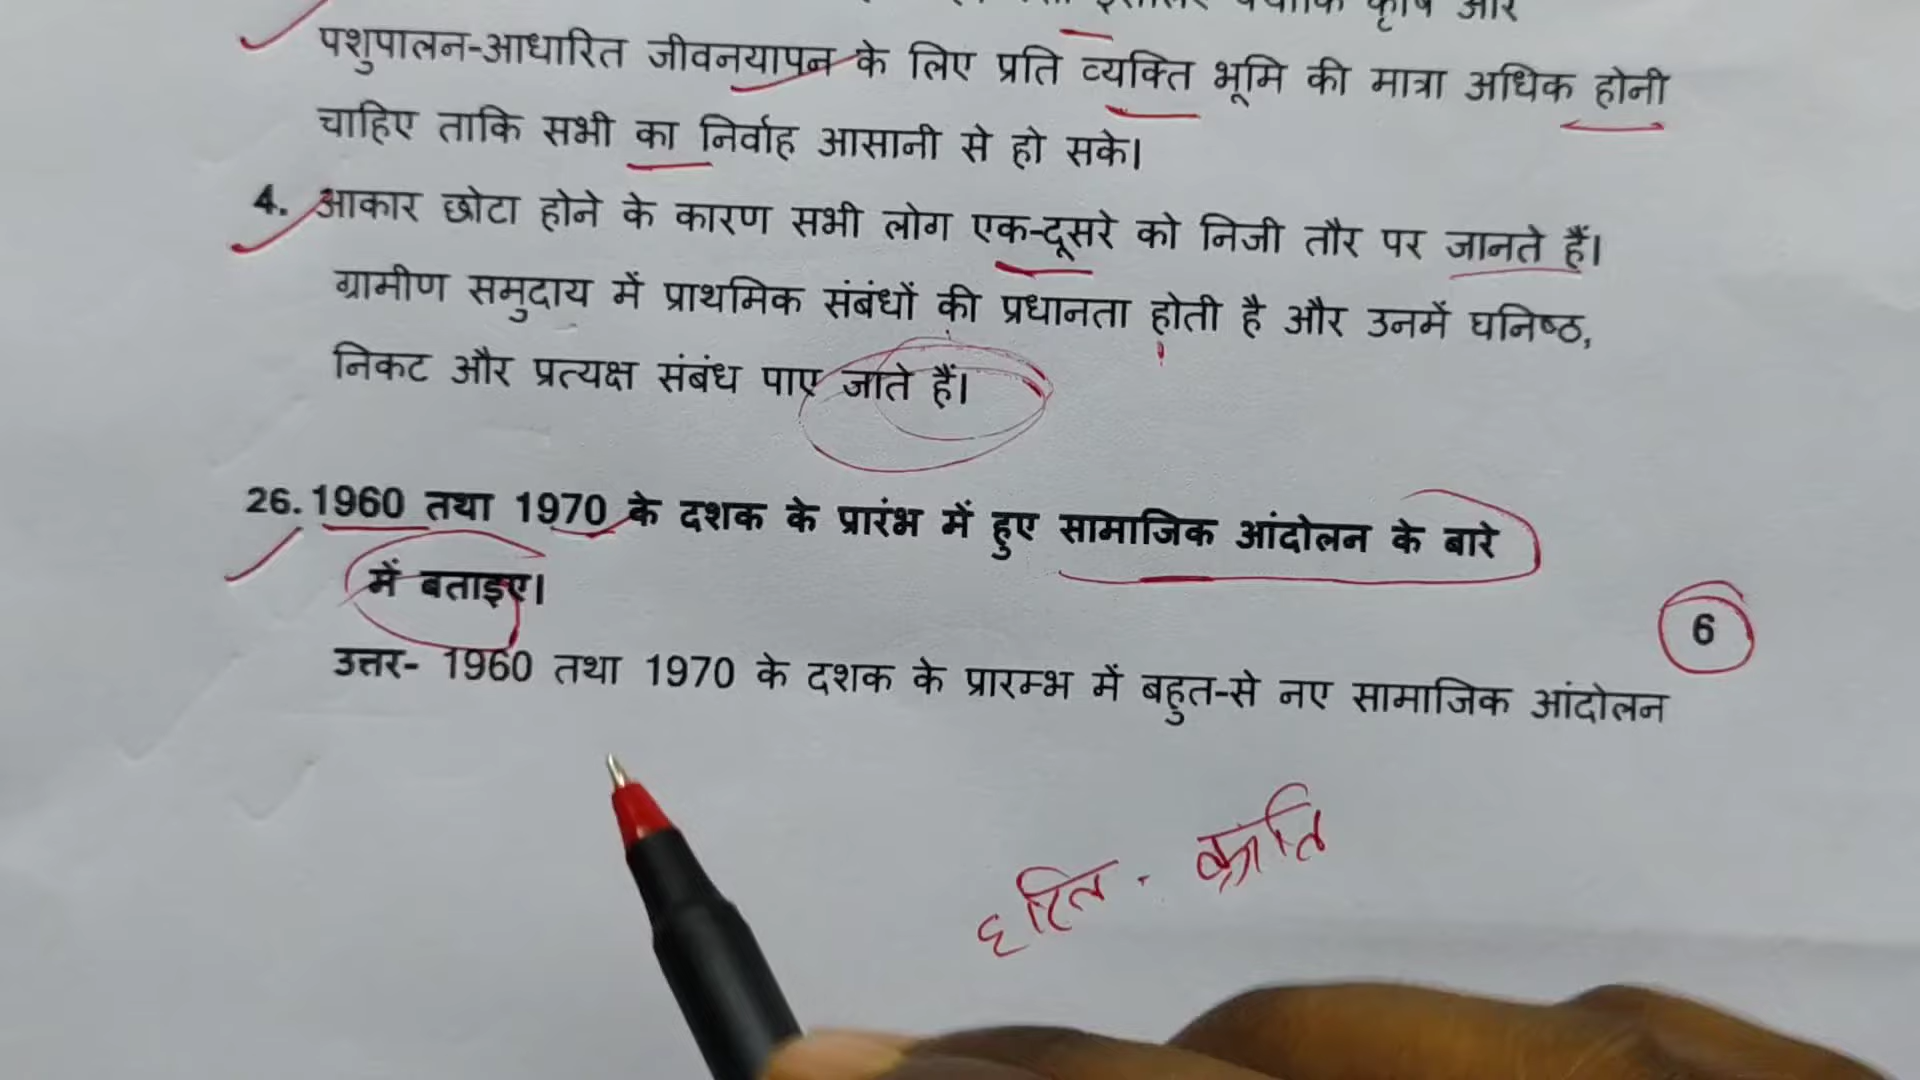 कृषि और
पशुपालन-आधारित जीवनयापन के लिए प्रति व्यक्ति भूमि की मात्रा अधिक होनी
चाहिए ताकि सभी का निर्वाह आसानी से हो सके।
4. आकार छोटा होने के कारण सभी लोग एक-दूसरे को निजी तौर पर जानते हैं।
ग्रामीण समुदाय में प्राथमिक संबंधों की प्रधानता होती है और उनमें घनिष्ठ,
निकट और प्रत्यक्ष संबंध पाए जाते हैं।
26. 1960 तथा 1970 के दशक के प्रारंभ में हुए सामाजिक आंदोलन के बारे
में बताइए।
6
उत्तर- 1960 तथा 1970 के दशक के प्रारम्भ में बहुत-से नए सामाजिक आंदोलन
हरित - क्रांति